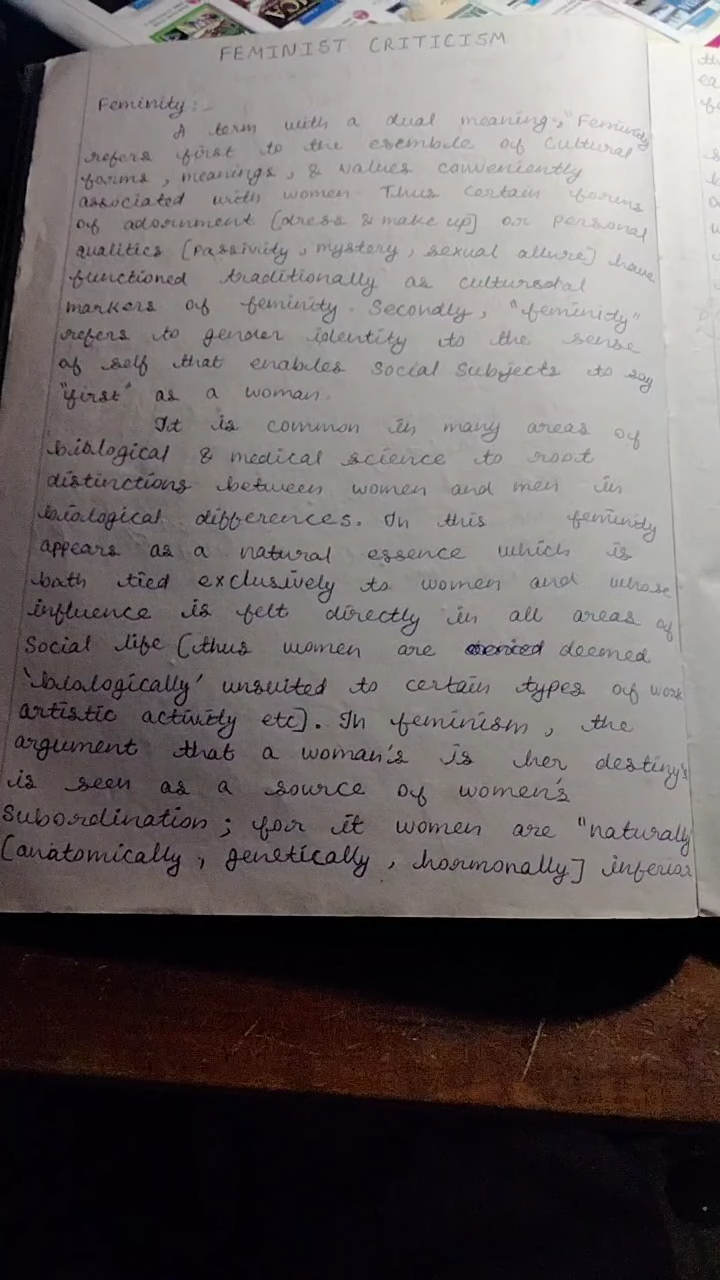 FEMINIST CRITICISM
Feminity :-
A term with a dual meaning, "Feminity
refers first to the esemble of Cultural
forms, meanings, & values conveniently
associated with women. Thus certain forms
of adornment [dress & make up] or personal
qualities [Passivity, mystery, sexual allure] have
functioned traditionally as culturedal
markers of feminity. Secondly, "feminity"
refers to gender identity to the sense
of self that enables social subjects to say
"first" as a woman.
It is common in many areas of
biological & medical science to root
distinctions between women and men in
biological differences. In this feminity
appears as a natural essence which is
both tied exclusively to women and whose
influence is felt directly in all areas of
Social life (thus women are deemed
'biologically' unsuited to certain types of work
artistic activity etc]. In feminism, the
argument that a woman's is her destiny's
is seen as a source of women's
Subordination; for it women are "naturally
[anatomically, genetically, hormonally] inferior